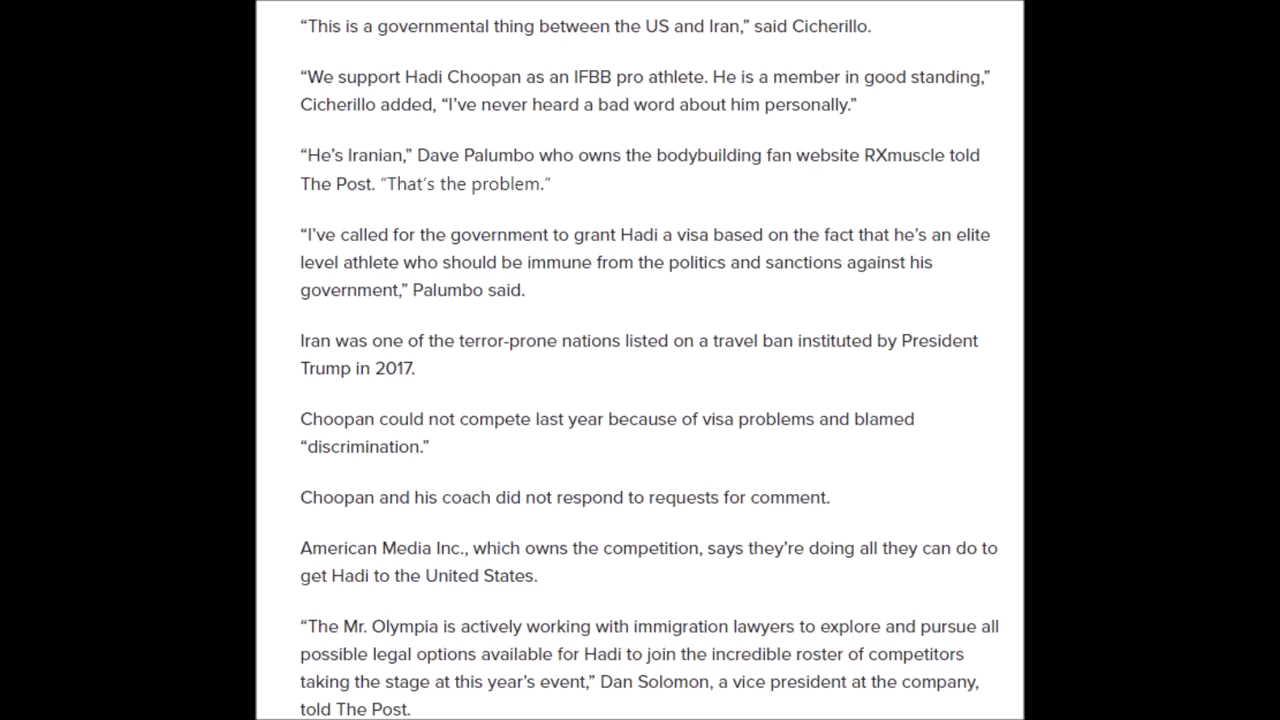 “This is a governmental thing between the US and Iran,” said Cicherillo.
“We support Hadi Choopan as an IFBB pro athlete. He is a member in good standing,”
Cicherillo added, “I’ve never heard a bad word about him personally.”
“He’s Iranian,” Dave Palumbo who owns the bodybuilding fan website RXmuscle told
The Post. “That’s the problem.”
“I’ve called for the government to grant Hadi a visa based on the fact that he’s an elite
level athlete who should be immune from the politics and sanctions against his
government,” Palumbo said.
Iran was one of the terror-prone nations listed on a travel ban instituted by President
Trump in 2017.
Choopan could not compete last year because of visa problems and blamed
“discrimination.”
Choopan and his coach did not respond to requests for comment.
American Media Inc., which owns the competition, says they’re doing all they can do to
get Hadi to the United States.
“The Mr. Olympia is actively working with immigration lawyers to explore and pursue all
possible legal options available for Hadi to join the incredible roster of competitors
taking the stage at this year’s event,” Dan Solomon, a vice president at the company,
told The Post.